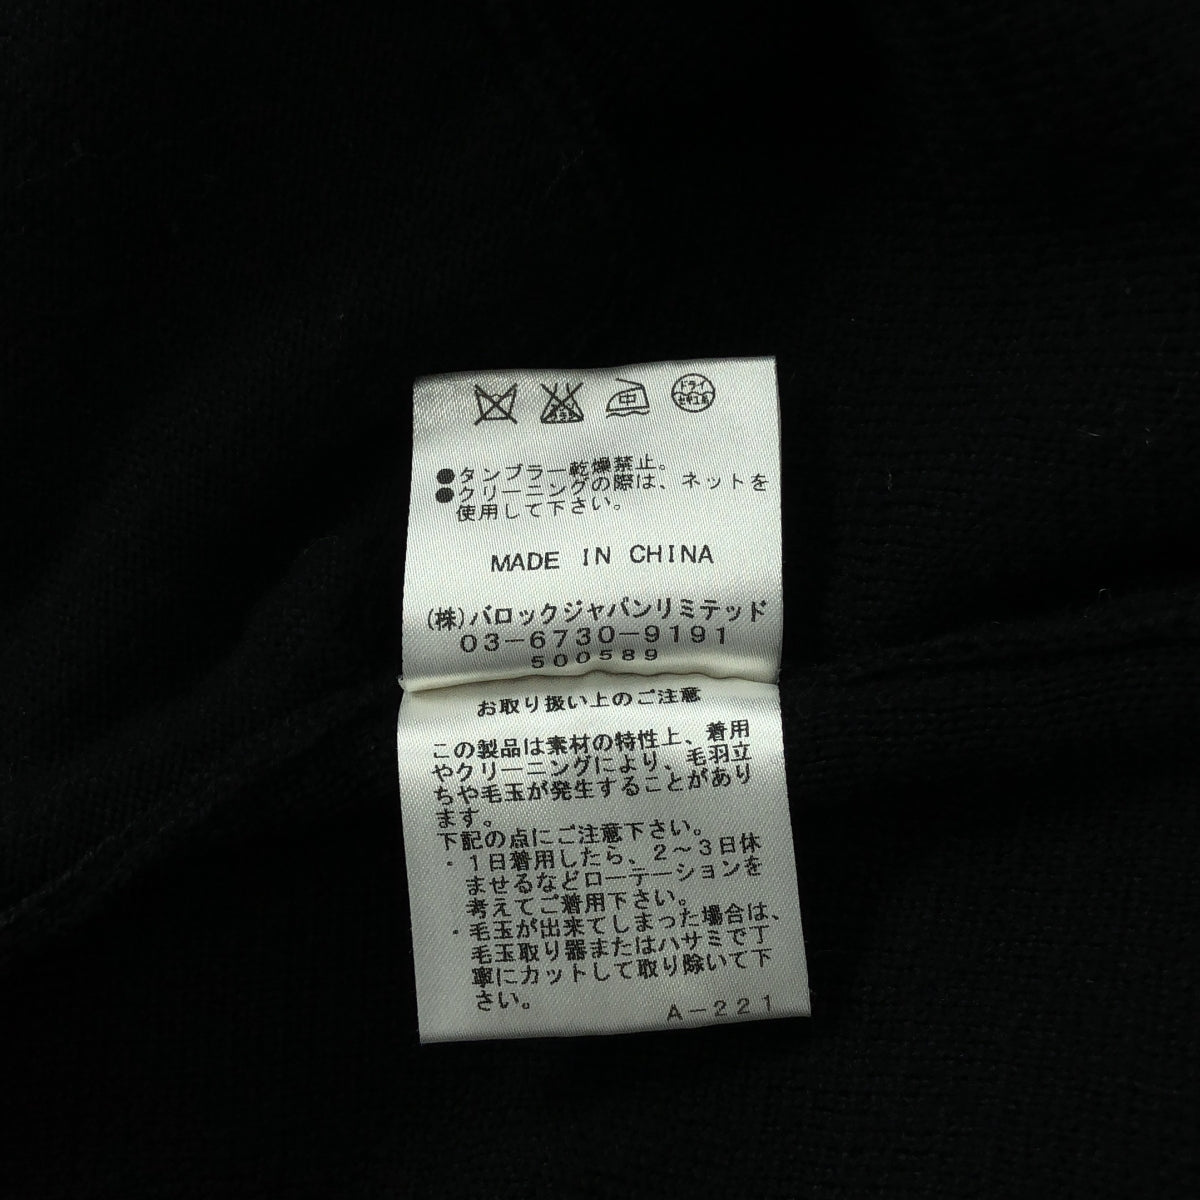 ドライ
●タンブラー乾燥禁止。
●クリーニングの際は、ネットを
使用して下さい。
MADE IN CHINA
(株)バロックジャパンリミテッド
03-6730-9191
500589
お取り扱い上のご注意
この製品は素材の特性上、着用
やクリーニングにより、毛羽立
ちや毛玉が発生することがあり
ます。
下記の点にご注意下さい。
・1日着用したら、2～3日休
ませるなどローテーションを
考えてご着用下さい。
・毛玉が出来てしまった場合は、
毛玉取り器またはハサミで丁
寧にカットして取り除いて下
さい。
A-221